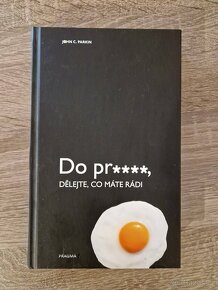 JOHN C. PARKIN
Do pr****,
DĚLEJTE, CO MÁTE RÁDI
PRAGMA